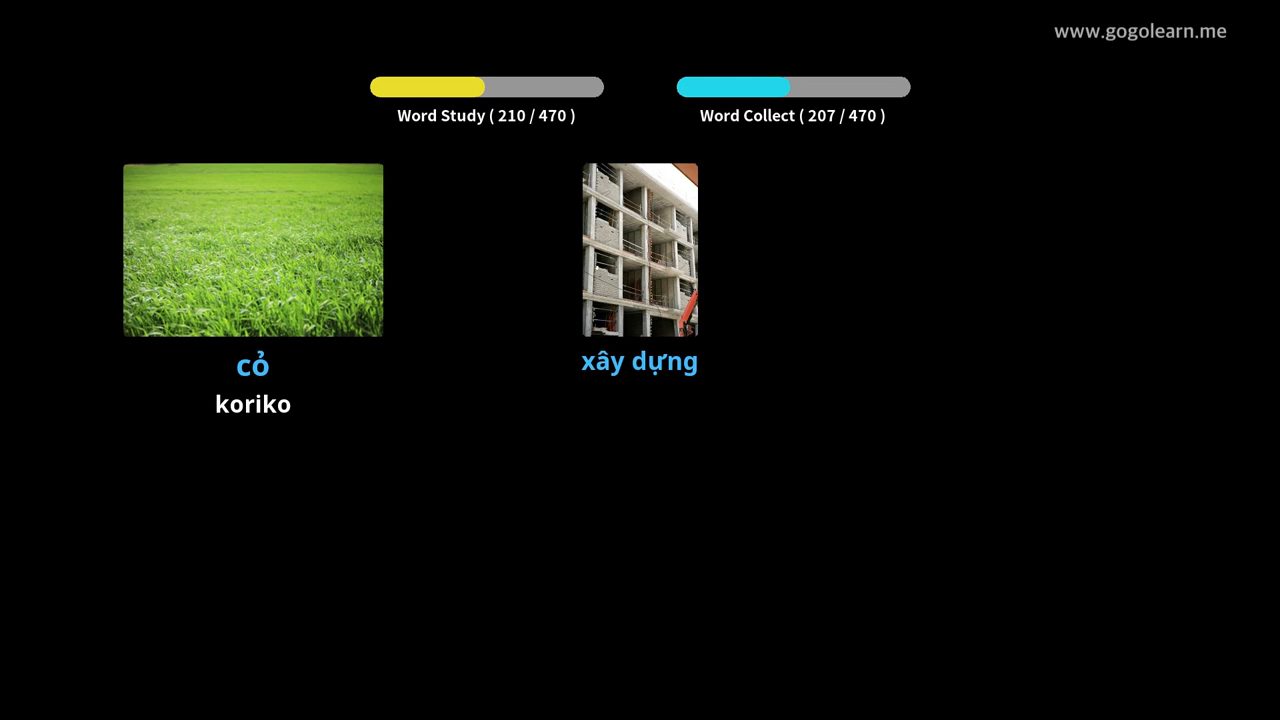 www.gogolearn.me
Word Study ( 210 / 470 )
Word Collect ( 207 / 470 )
cỏ
koriko
xây dựng